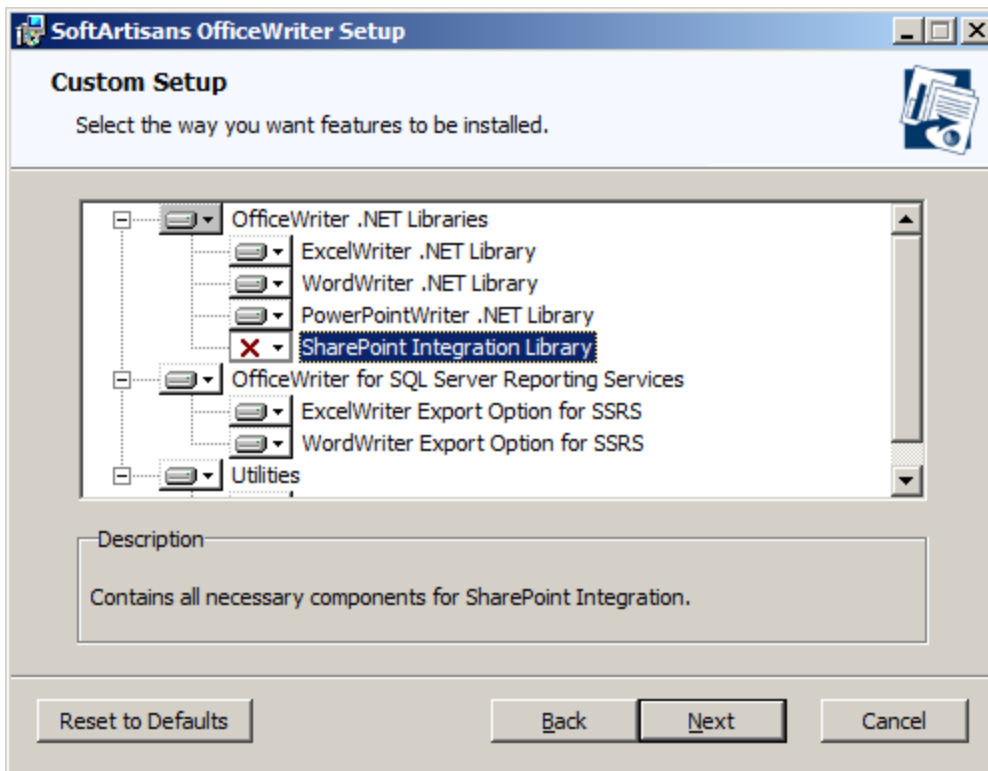 SoftArtisans OfficeWriter Setup
Custom Setup
Select the way you want features to be installed.
OfficeWriter .NET Libraries
ExcelWriter .NET Library
WordWriter .NET Library
PowerPointWriter .NET Library
SharePoint Integration Library
OfficeWriter for SQL Server Reporting Services
ExcelWriter Export Option for SSRS
WordWriter Export Option for SSRS
Utilities
Description
Contains all necessary components for SharePoint Integration.
Reset to Defaults Back Next Cancel